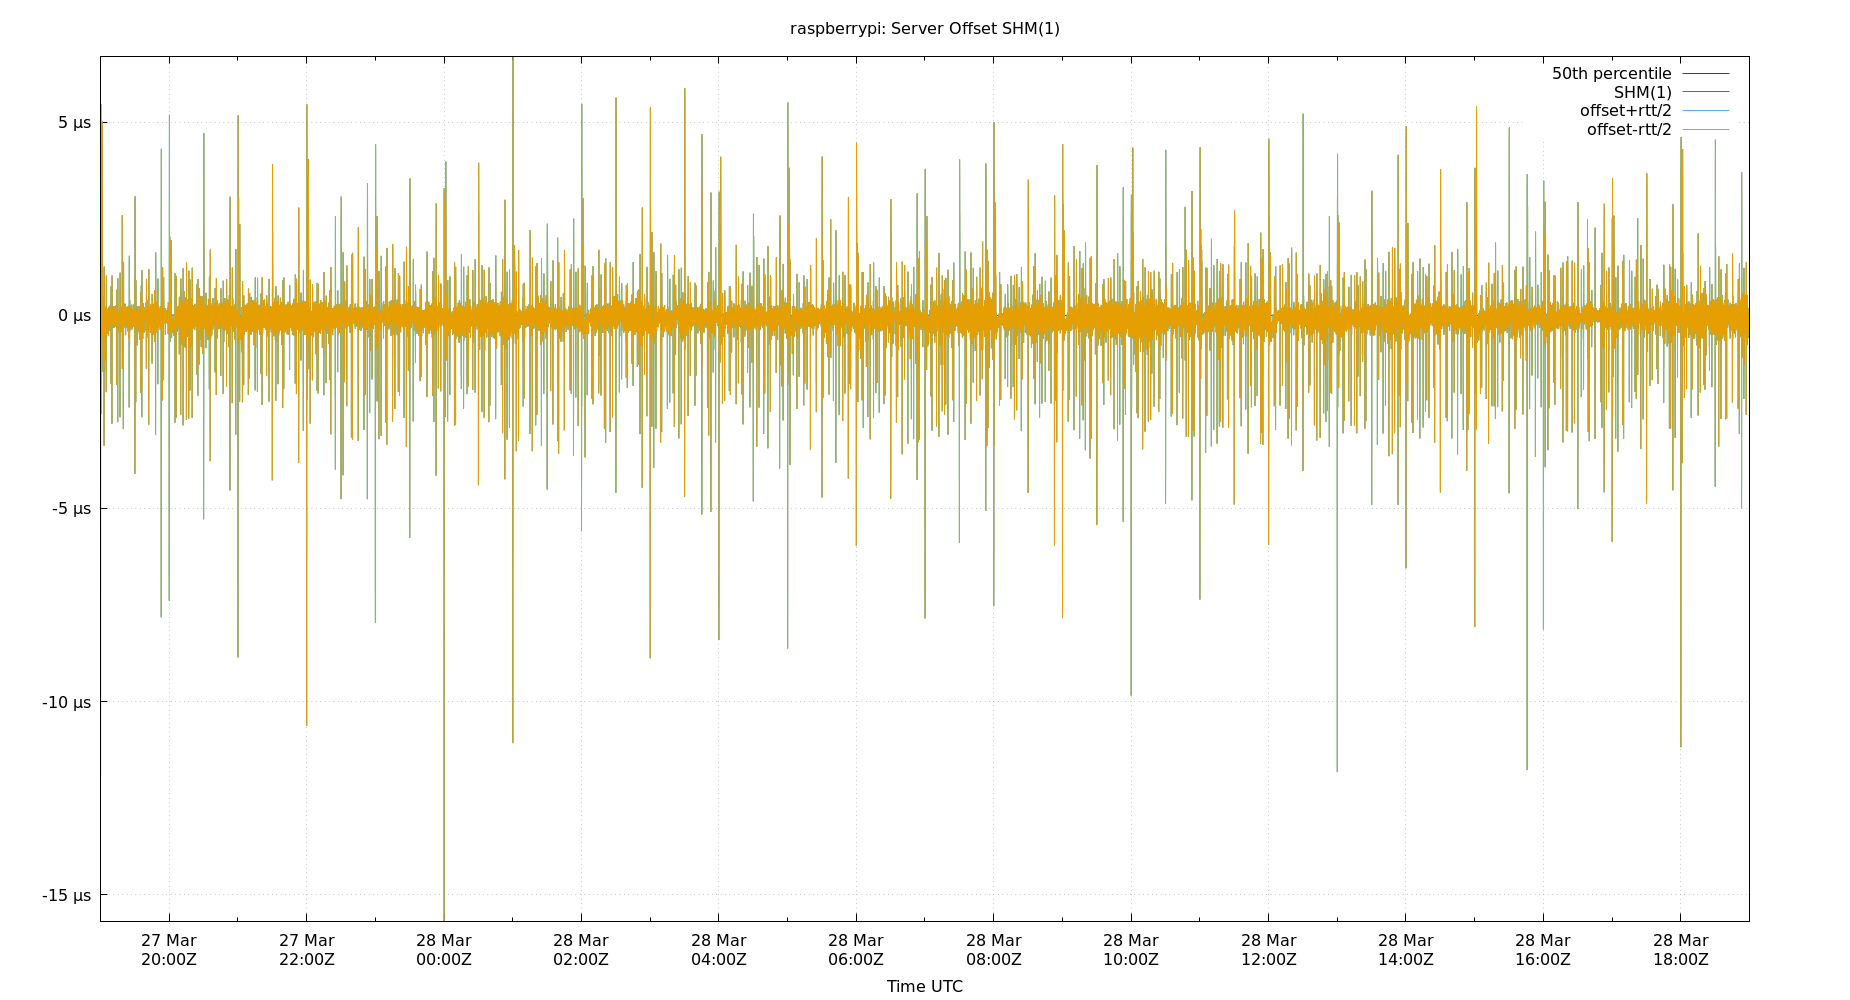 raspberrypi: Server Offset SHM(1)
50th percentile
SHM(1)
offset+rtt/2
offset-rtt/2
5 µs
0 µs
-5 µs
-10 µs
-15 µs
27 Mar 27 Mar 28 Mar 28 Mar 28 Mar 28 Mar 28 Mar 28 Mar 28 Mar 28 Mar 28 Mar 28 Mar
20:00Z 22:00Z 00:00Z 02:00Z 04:00Z 06:00Z 08:00Z 10:00Z 12:00Z 14:00Z 16:00Z 18:00Z
Time UTC